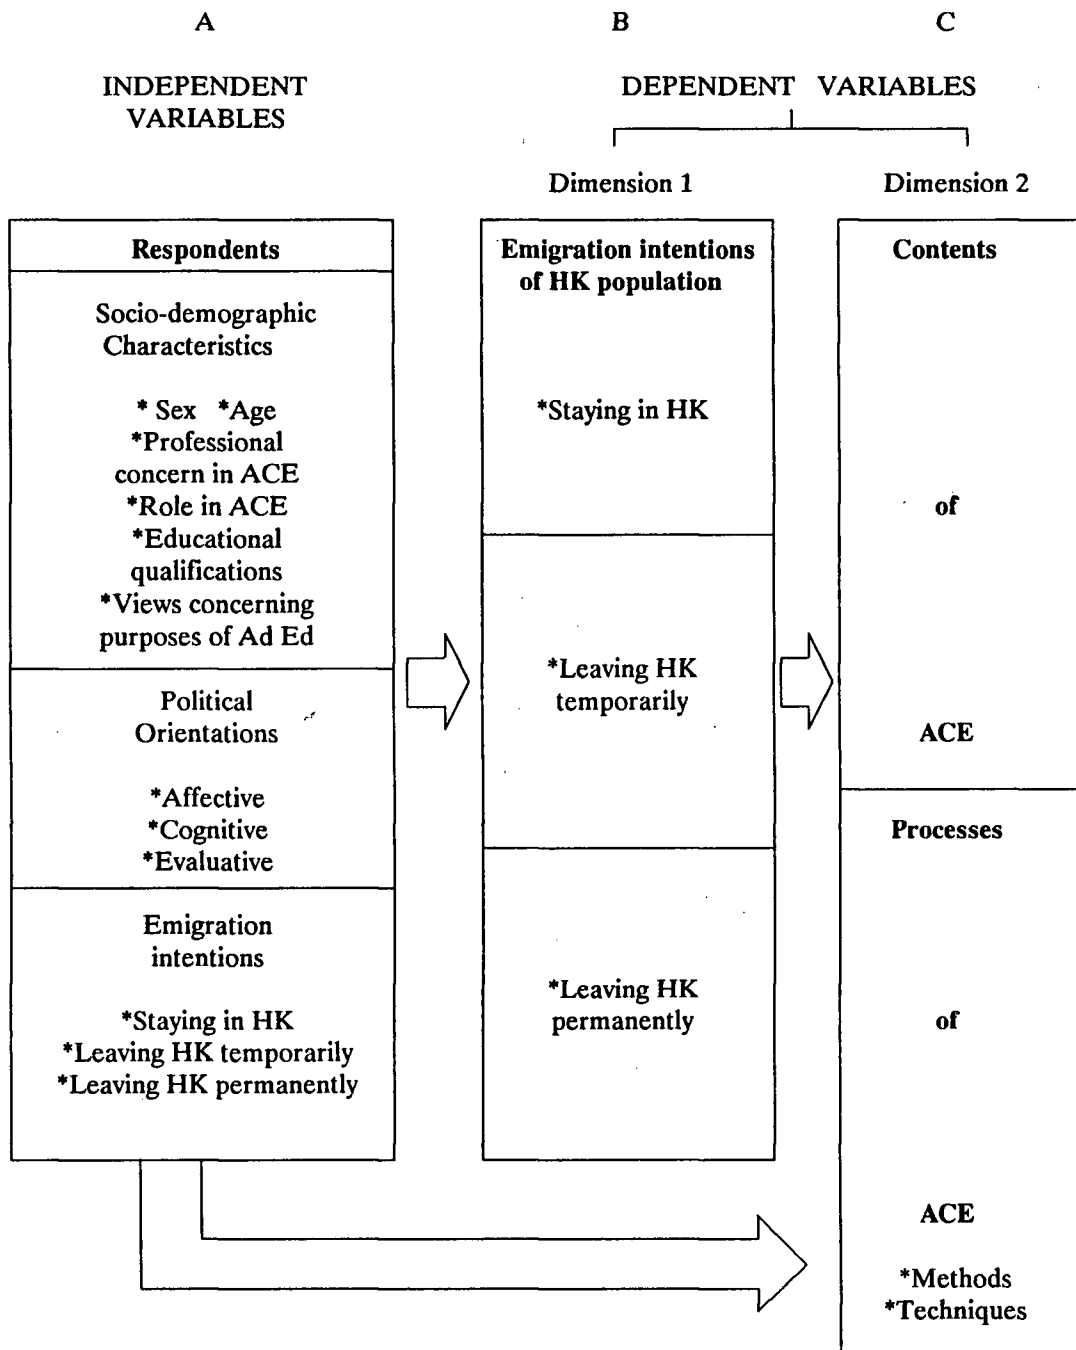 A B C
INDEPENDENT
VARIABLES
DEPENDENT VARIABLES
Dimension 1 Dimension 2
Respondents
Socio-demographic
Characteristics
* Sex *Age
*Professional
concern in ACE
*Role in ACE
*Educational
qualifications
*Views concerning
purposes of Ad Ed
Political
Orientations
*Affective
*Cognitive
*Evaluative
Emigration
intentions
*Staying in HK
*Leaving HK temporarily
*Leaving HK permanently
Emigration intentions
of HK population
*Staying in HK
*Leaving HK
temporarily
*Leaving HK
permanently
Contents
of
ACE
Processes
of
ACE
*Methods
*Techniques